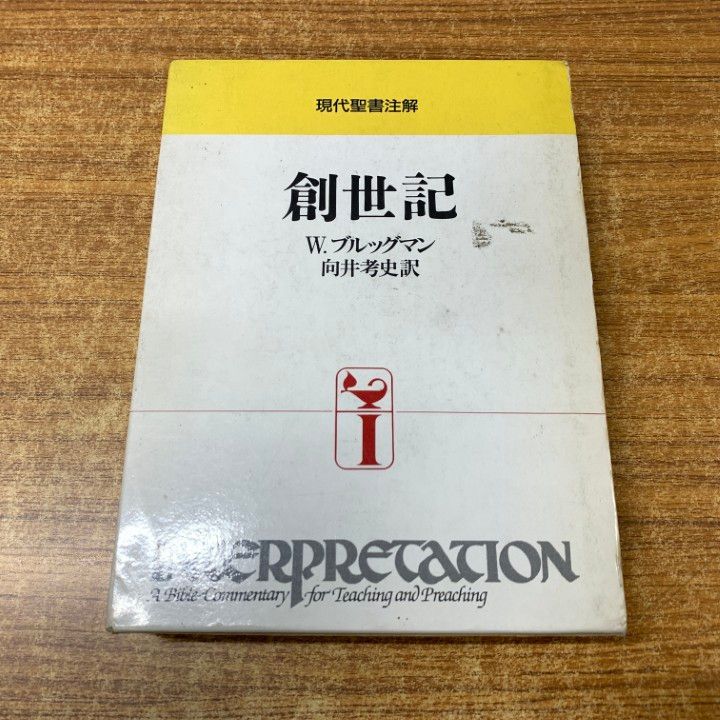 現代聖書注解
創世記
W.ブルッグマン
向井考史訳
I
INTERPRETATION
A Bible Commentary for Teaching and Preaching